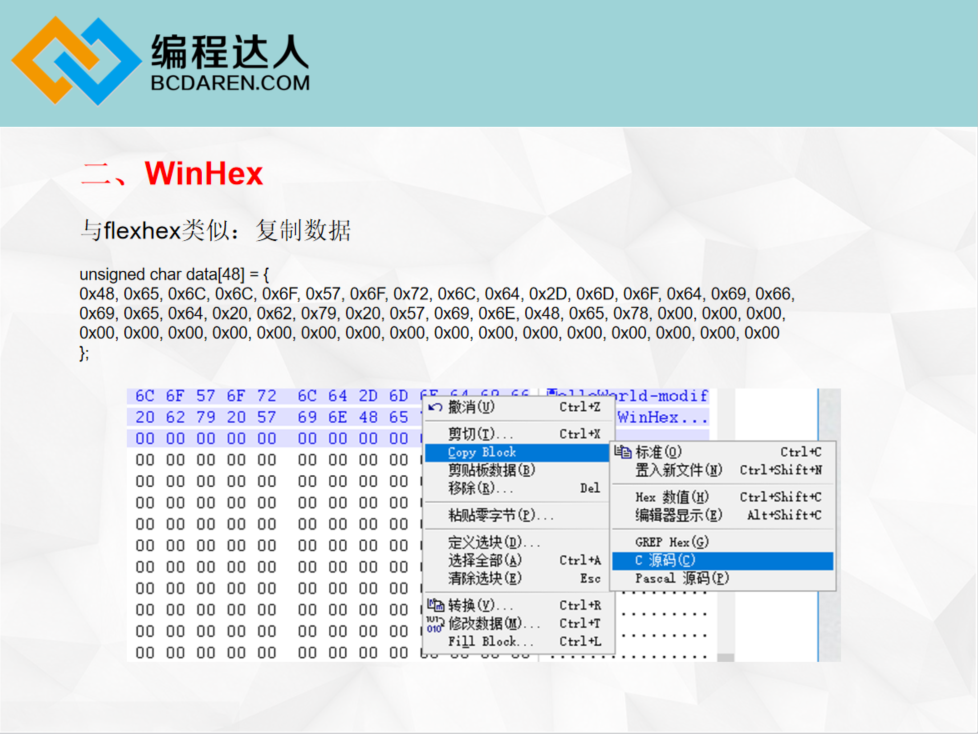 编程达人
BCDAREN.COM
二、WinHex
与flexhex类似：复制数据
unsigned char data[48] = {
0x48, 0x65, 0x6C, 0x6C, 0x6F, 0x57, 0x6F, 0x72, 0x6C, 0x64, 0x2D, 0x6D, 0x6F, 0x64, 0x69, 0x66,
0x69, 0x65, 0x64, 0x20, 0x62, 0x79, 0x20, 0x57, 0x69, 0x6E, 0x48, 0x65, 0x78, 0x00, 0x00, 0x00,
0x00, 0x00, 0x00, 0x00, 0x00, 0x00, 0x00, 0x00, 0x00, 0x00, 0x00, 0x00, 0x00, 0x00, 0x00, 0x00
};
6C 6F 57 6F 72 6C 64 2D 6D 6F 64 69 66 HelloWorld-modif
20 62 79 20 57 69 6E 48 65 WinHex...
00 00 00 00 00 00 00 00 00
00 00 00 00 00 00 00 00 00
00 00 00 00 00 00 00 00 00
00 00 00 00 00 00 00 00 00
00 00 00 00 00 00 00 00 00
00 00 00 00 00 00 00 00 00
00 00 00 00 00 00 00 00 00
00 00 00 00 00 00 00 00 00
00 00 00 00 00 00 00 00 00
00 00 00 00 00 00 00 00 00
00 00 00 00 00 00 00 00 00 00 00 00 00 ................
撤消(U) Ctrl+Z
剪切(T)... Ctrl+X
Copy Block
剪贴板数据(B)
移除(R)... Del
粘贴零字节(P)...
定义选块(D)...
选择全部(A) Ctrl+A
清除选块(E) Esc
转换(V)... Ctrl+R
修改数据(M)... Ctrl+T
Fill Block... Ctrl+L
标准(O) Ctrl+C
置入新文件(N) Ctrl+Shift+N
Hex 数值(H) Ctrl+Shift+C
编辑器显示(E) Alt+Shift+C
GREP Hex(G)
C 源码(C)
Pascal 源码(P)